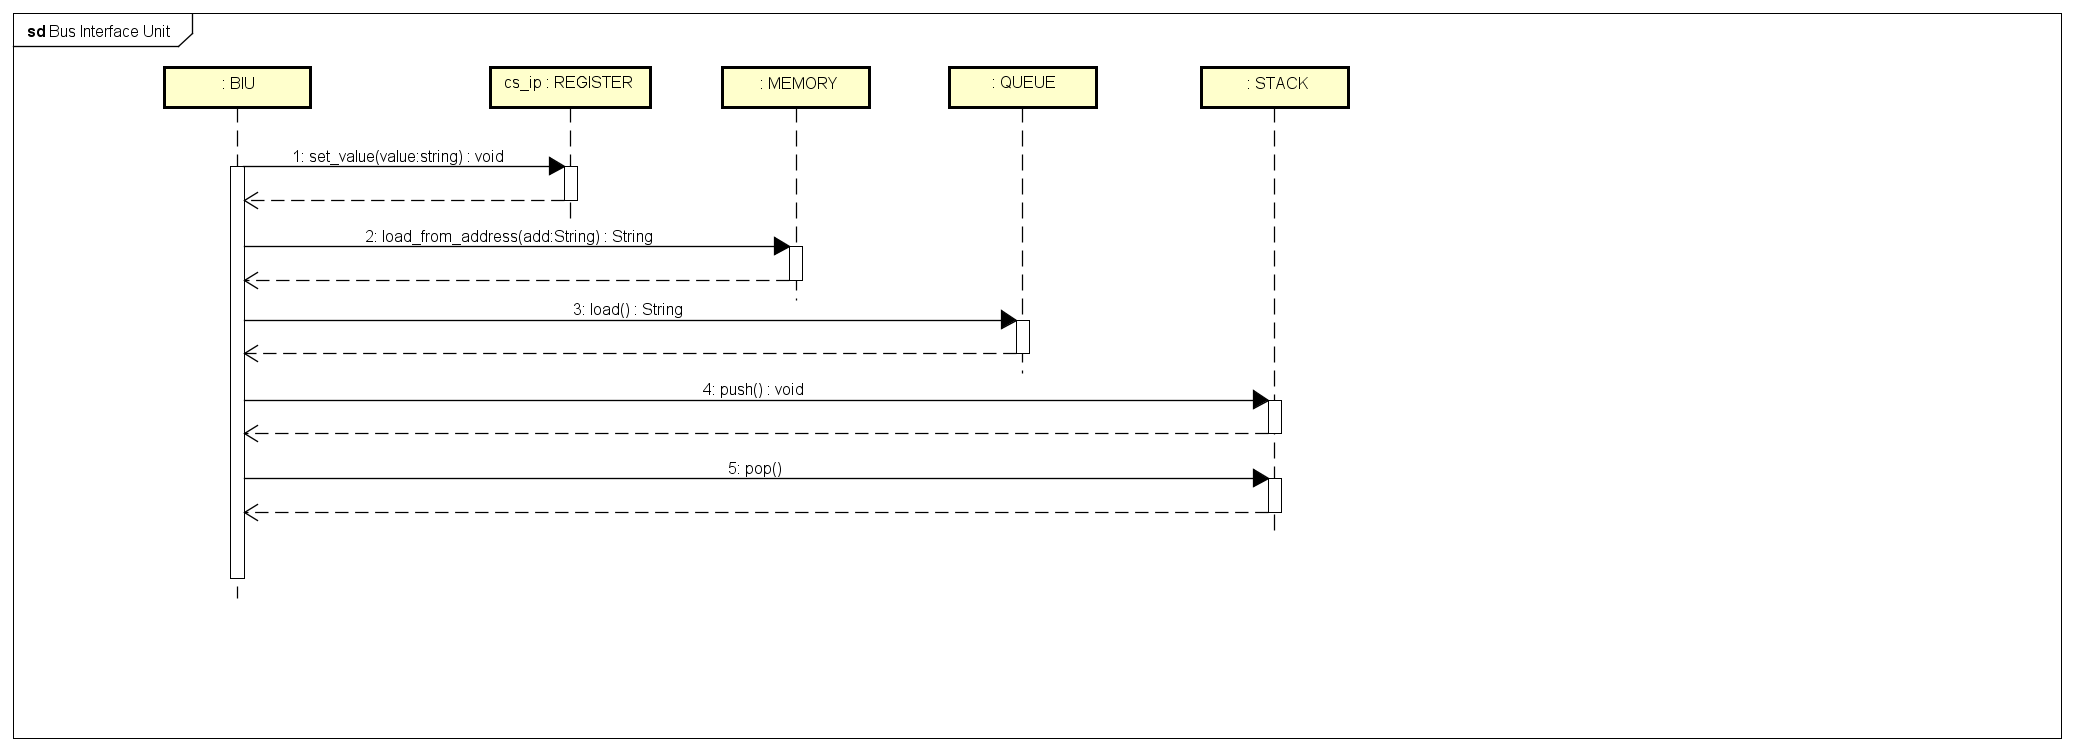 sd Bus Interface Unit
: BIU
cs_ip : REGISTER
: MEMORY
: QUEUE
: STACK
1: set_value(value:string) : void
2: load_from_address(add:String) : String
3: load() : String
4: push() : void
5: pop()